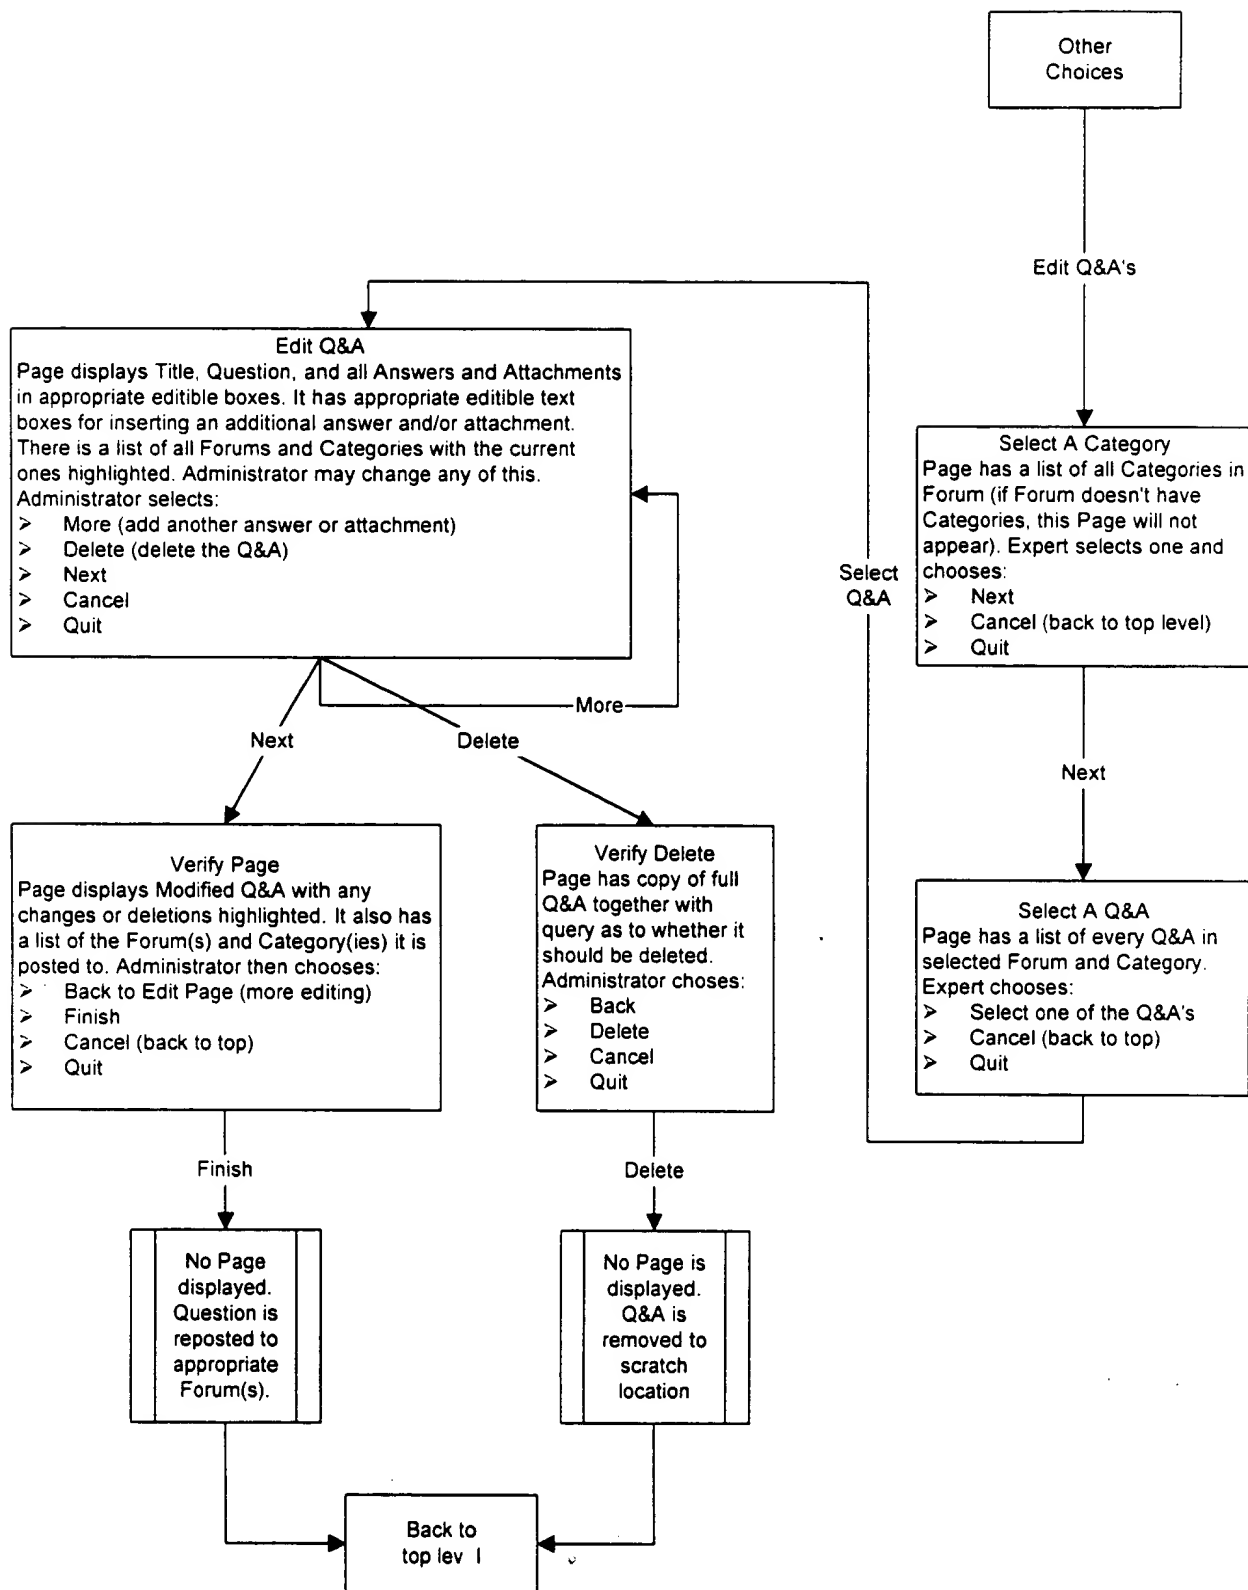 Other
Choices
Edit Q&A's
Edit Q&A
Page displays Title, Question, and all Answers and Attachments
in appropriate editible boxes. It has appropriate editible text
boxes for inserting an additional answer and/or attachment.
There is a list of all Forums and Categories with the current
ones highlighted. Administrator may change any of this.
Administrator selects:
➢ More (add another answer or attachment)
➢ Delete (delete the Q&A)
➢ Next
➢ Cancel
➢ Quit
Select A Category
Page has a list of all Categories in
Forum (if Forum doesn't have
Categories, this Page will not
appear). Expert selects one and
chooses:
➢ Next
➢ Cancel (back to top level)
➢ Quit
Select
Q&A
More
Next
Delete
Next
Verify Page
Page displays Modified Q&A with any
changes or deletions highlighted. It also has
a list of the Forum(s) and Category(ies) it is
posted to. Administrator then chooses:
➢ Back to Edit Page (more editing)
➢ Finish
➢ Cancel (back to top)
➢ Quit
Verify Delete
Page has copy of full
Q&A together with
query as to whether it
should be deleted.
Administrator choses:
➢ Back
➢ Delete
➢ Cancel
➢ Quit
Select A Q&A
Page has a list of every Q&A in
selected Forum and Category.
Expert chooses:
➢ Select one of the Q&A's
➢ Cancel (back to top)
➢ Quit
Finish
Delete
No Page
displayed.
Question is
reposted to
appropriate
Forum(s).
No Page is
displayed.
Q&A is
removed to
scratch
location
Back to
top lev l